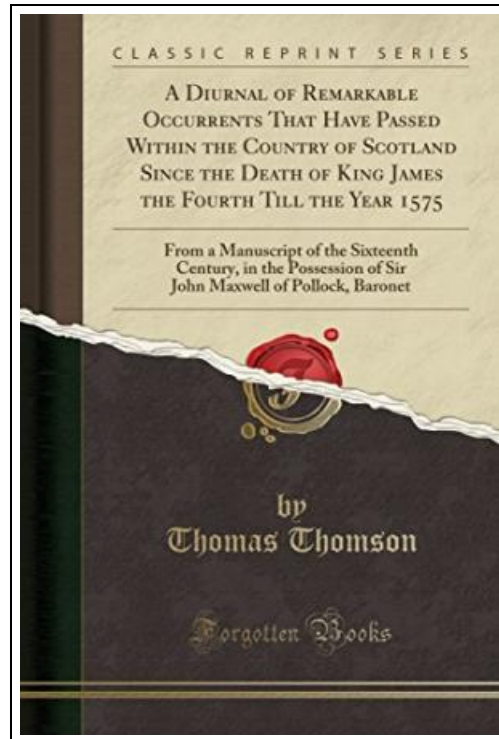 CLASSIC REPRINT SERIES
A DIURNAL OF REMARKABLE
OCCURRENTS THAT HAVE PASSED
WITHIN THE COUNTRY OF SCOTLAND
SINCE THE DEATH OF KING JAMES
THE FOURTH TILL THE YEAR 1575
From a Manuscript of the Sixteenth
Century, in the Possession of Sir
John Maxwell of Pollock, Baronet
by
Thomas Thomson
Forgotten Books